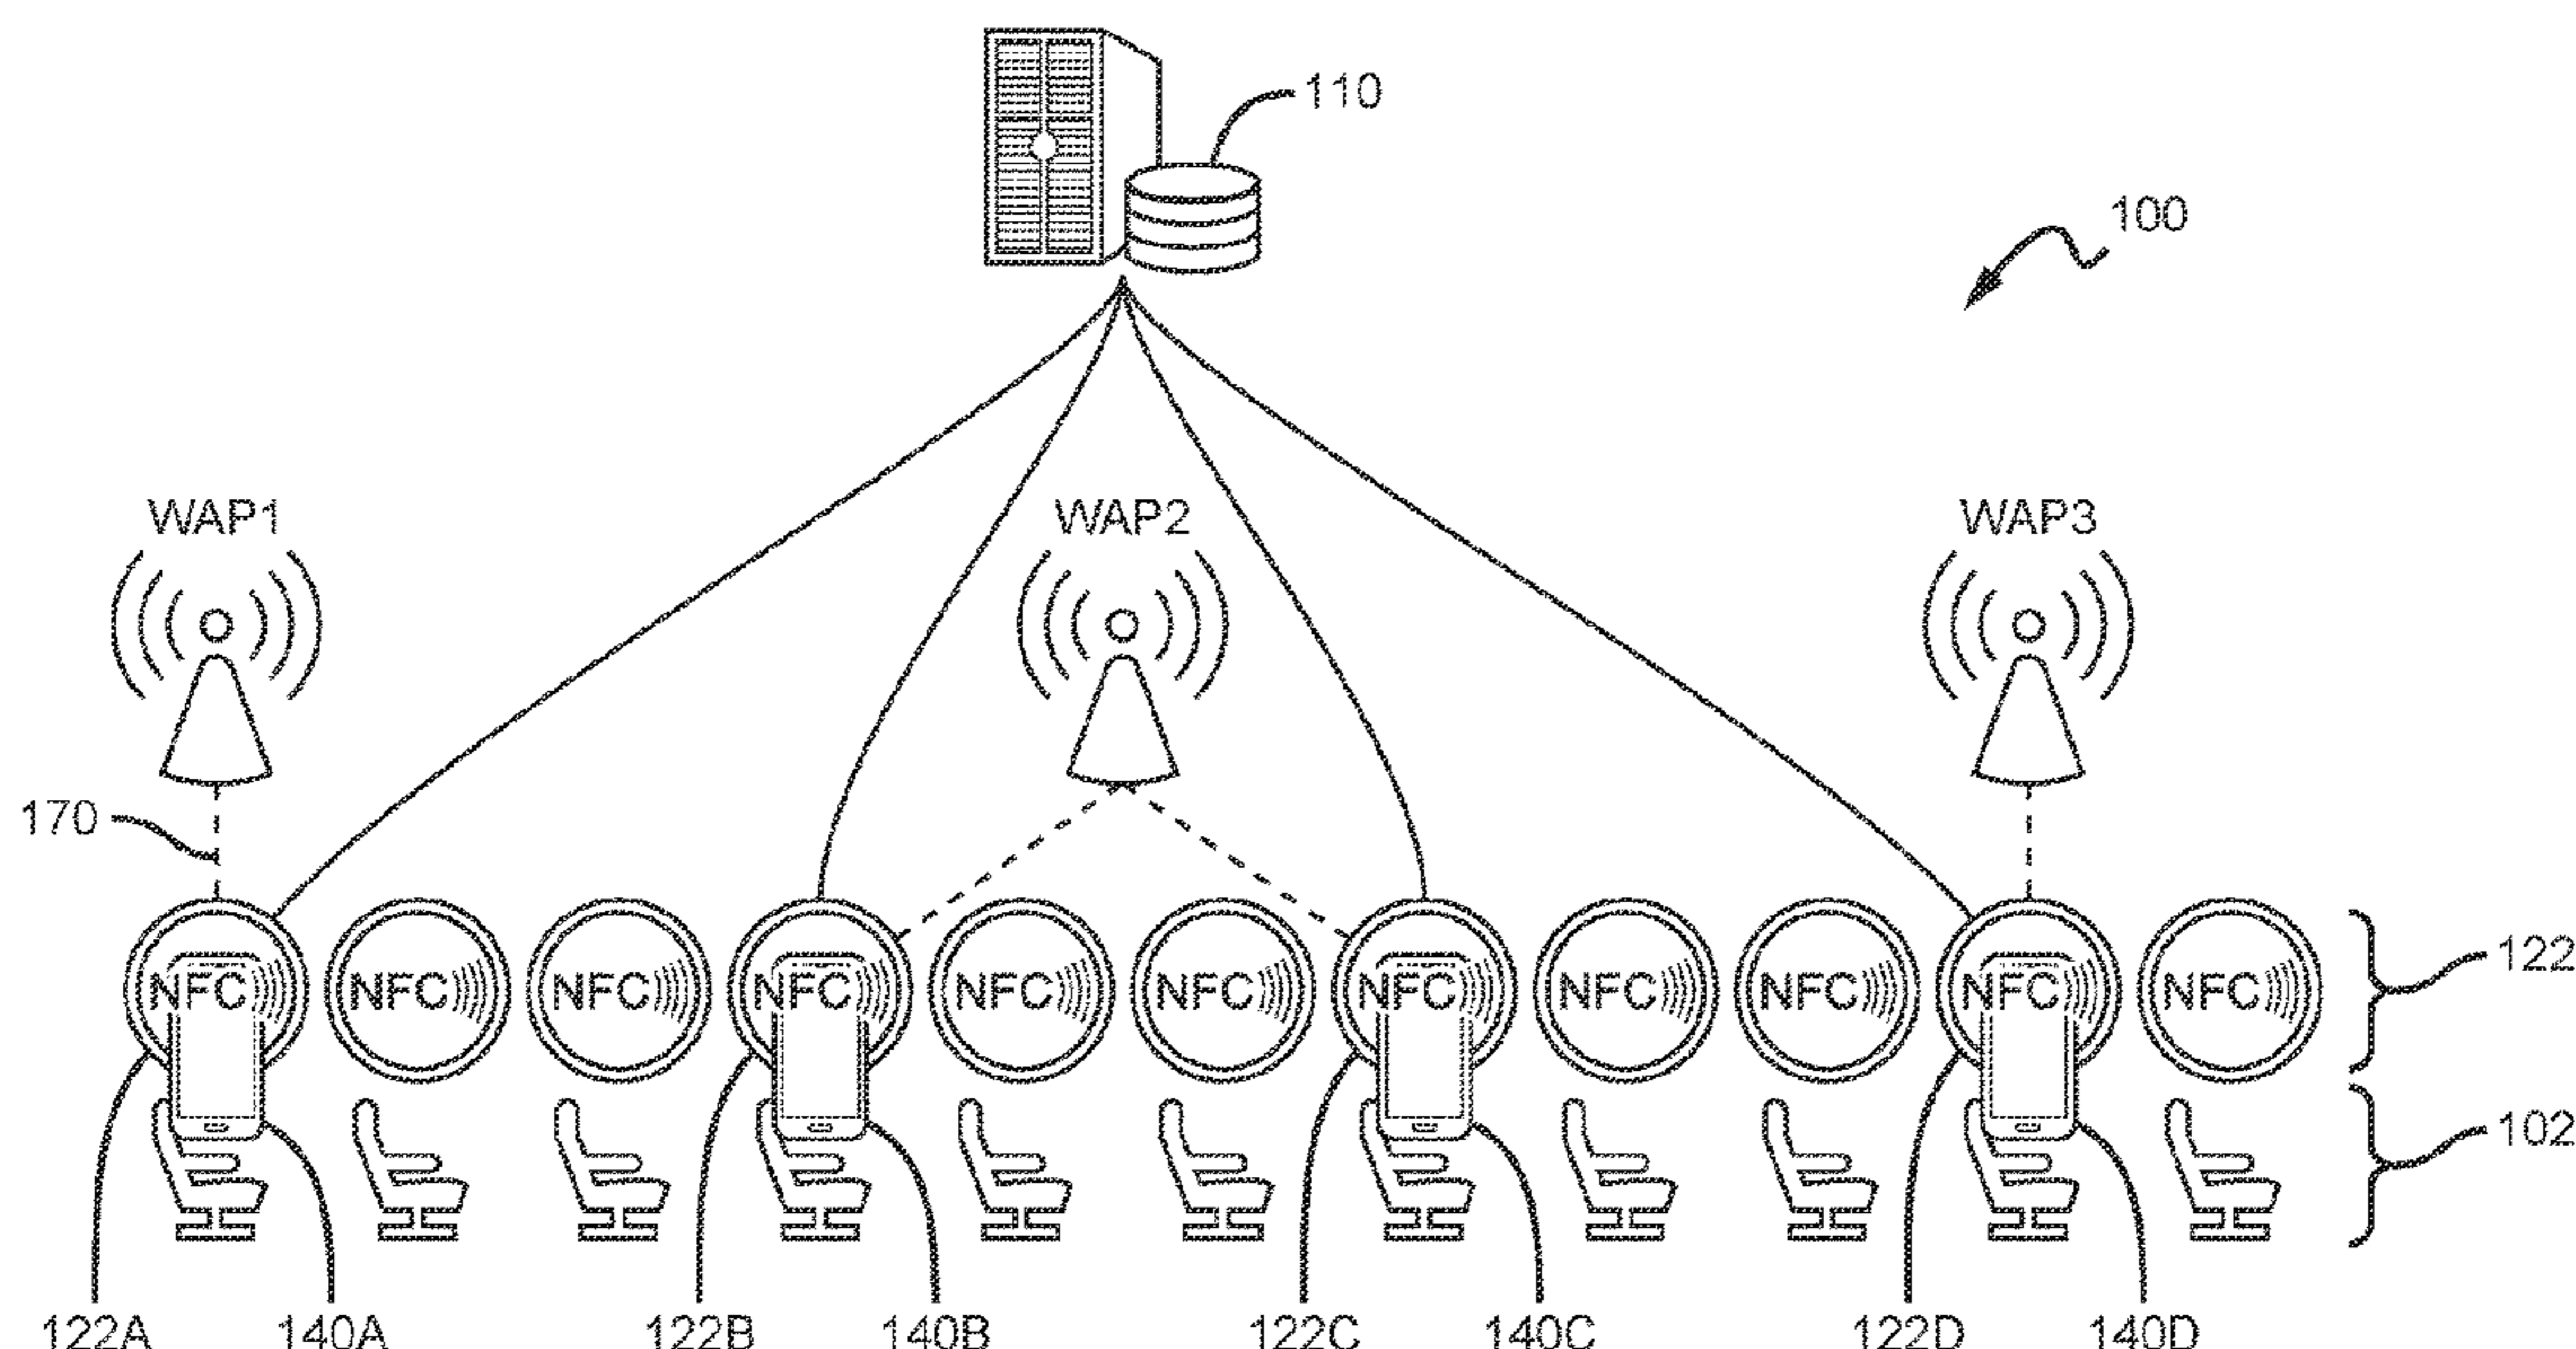 110
100
WAP1 WAP2 WAP3
170
NFC NFC NFC NFC NFC NFC NFC NFC NFC NFC NFC
122
102
122A 140A 122B 140B 122C 140C 122D 140D